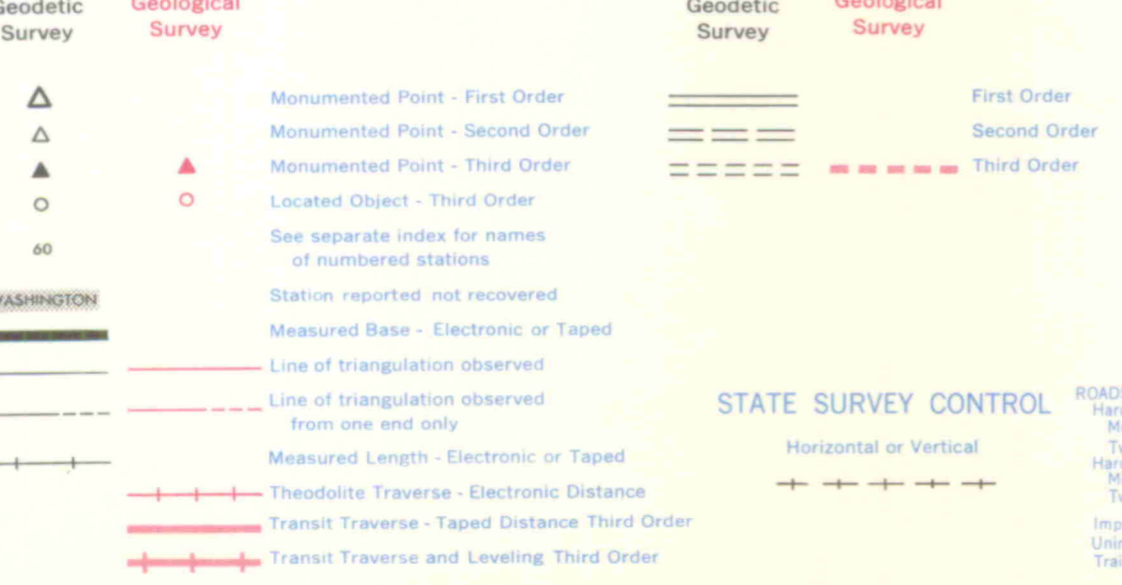 Geodetic
Survey
Geological
Survey
Monumented Point - First Order
Monumented Point - Second Order
Monumented Point - Third Order
Located Object - Third Order
60
See separate index for names
of numbered stations
WASHINGTON
Station reported not recovered
Measured Base - Electronic or Taped
Line of triangulation observed
Line of triangulation observed
from one end only
Measured Length - Electronic or Taped
Theodolite Traverse - Electronic Distance
Transit Traverse - Taped Distance Third Order
Transit Traverse and Leveling Third Order
Geodetic
Survey
Geological
Survey
First Order
Second Order
Third Order
STATE SURVEY CONTROL
Horizontal or Vertical
ROADS